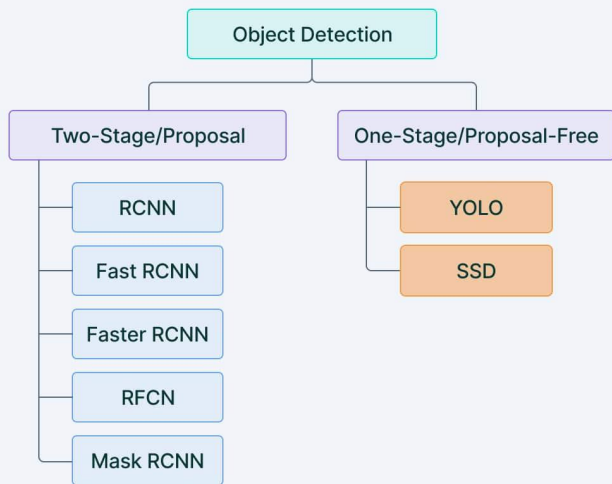 Object Detection
Two-Stage/Proposal
One-Stage/Proposal-Free
RCNN
Fast RCNN
Faster RCNN
RFCN
Mask RCNN
YOLO
SSD